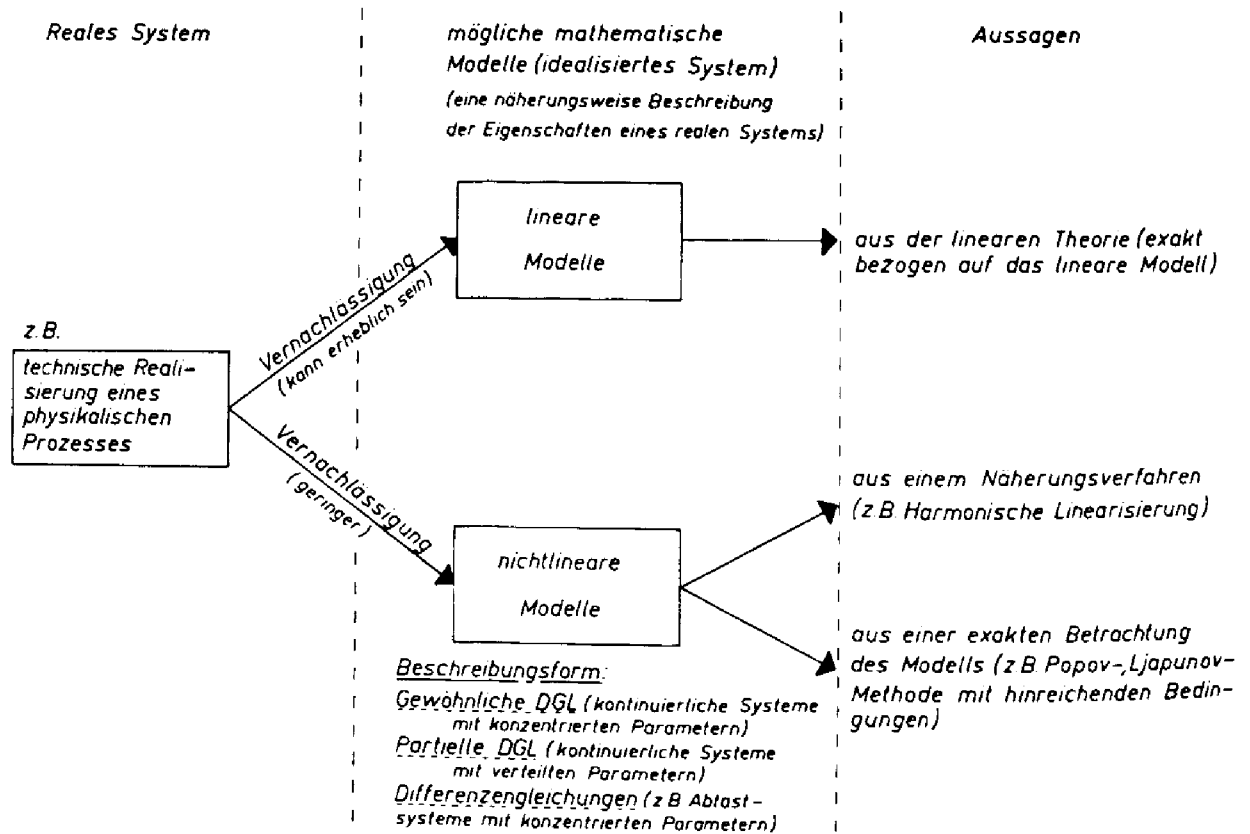 Reales System
mögliche mathematische
Modelle (idealisiertes System)
(eine näherungsweise Beschreibung
der Eigenschaften eines realen Systems)
Aussagen
z.B.
technische Reali-
sierung eines
physikalischen
Prozesses
Vernachlässigung
(kann erheblich sein)
Vernachlässigung
(geringer)
lineare
Modelle
aus der linearen Theorie (exakt
bezogen auf das lineare Modell)
nichtlineare
Modelle
aus einem Näherungsverfahren
(z.B. Harmonische Linearisierung)
aus einer exakten Betrachtung
des Modells (z.B. Popov-, Ljapunov-
Methode mit hinreichenden Bedin-
gungen)
Beschreibungsform:
Gewöhnliche DGL (kontinuierliche Systeme
mit konzentrierten Parametern)
Partielle DGL (kontinuierliche Systeme
mit verteilten Parametern)
Differenzengleichungen (z.B. Abtast-
systeme mit konzentrierten Parametern)